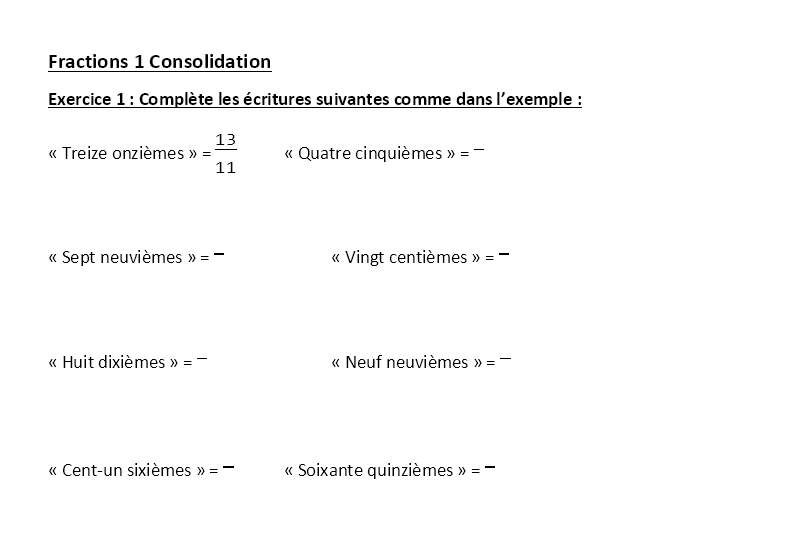 Fractions 1 Consolidation
Exercice 1 : Complète les écritures suivantes comme dans l’exemple :
« Treize onzièmes » = 13/11 « Quatre cinquièmes » = –
« Sept neuvièmes » = – « Vingt centièmes » = –
« Huit dixièmes » = – « Neuf neuvièmes » = –
« Cent-un sixièmes » = – « Soixante quinzièmes » = –